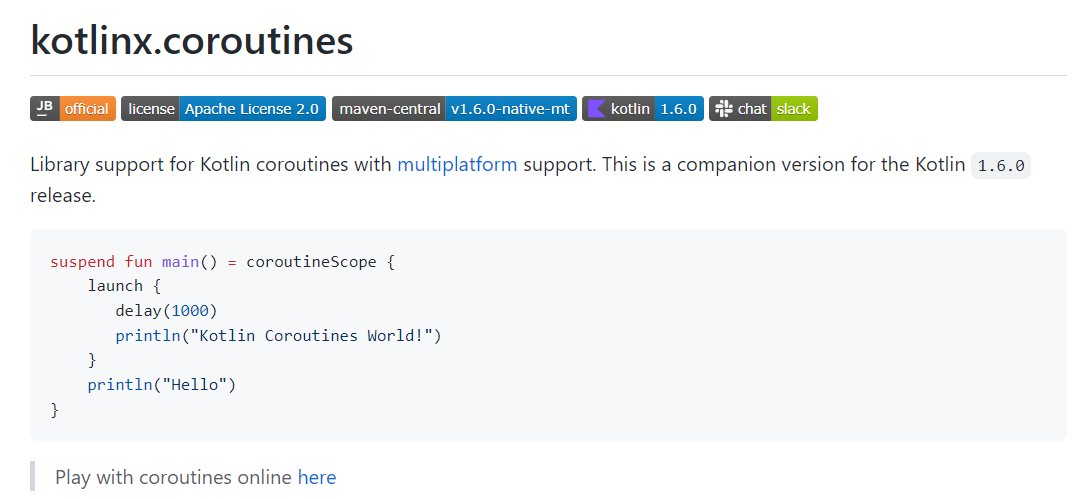 kotlinx.coroutines
JB official license Apache License 2.0 maven-central v1.6.0-native-mt kotlin 1.6.0 chat slack
Library support for Kotlin coroutines with multiplatform support. This is a companion version for the Kotlin 1.6.0
release.
suspend fun main() = coroutineScope {
    launch {
       delay(1000)
       println("Kotlin Coroutines World!")
    }
    println("Hello")
}
Play with coroutines online here